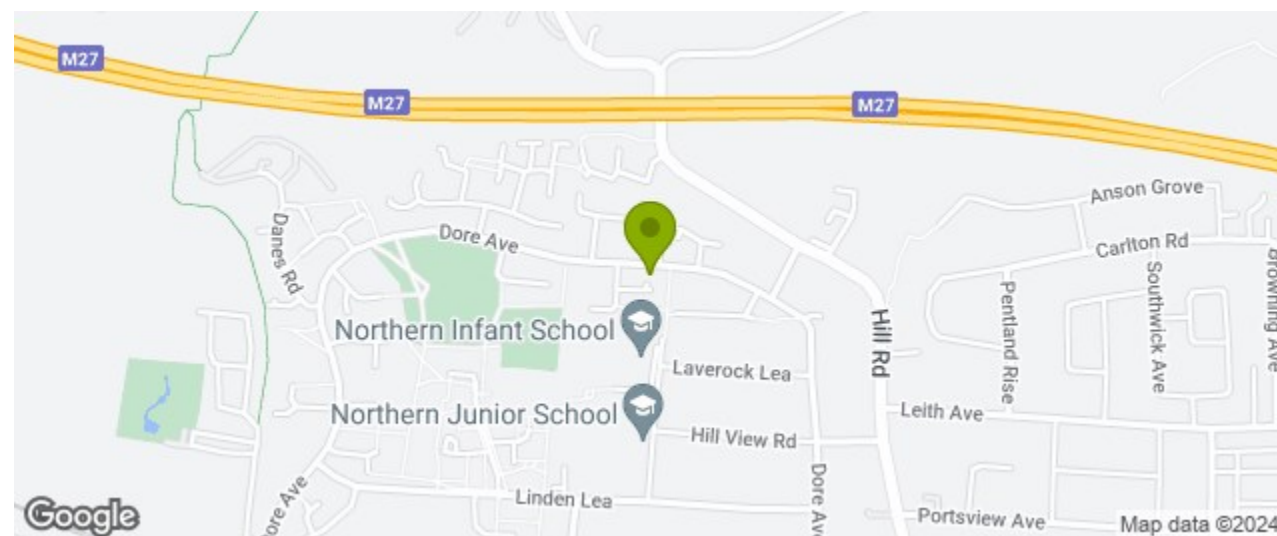 M27
M27
M27
Anson Grove
Danes Rd
Dore Ave
Carlton Rd
Browning Ave
Southwick Ave
Pentland Rise
Northern Infant School
Hill Rd
Laverock Lea
Northern Junior School
Leith Ave
Hill View Rd
Dore Ave
Linden Lea
Dore Av
Portsview Ave
Google
Map data ©2024